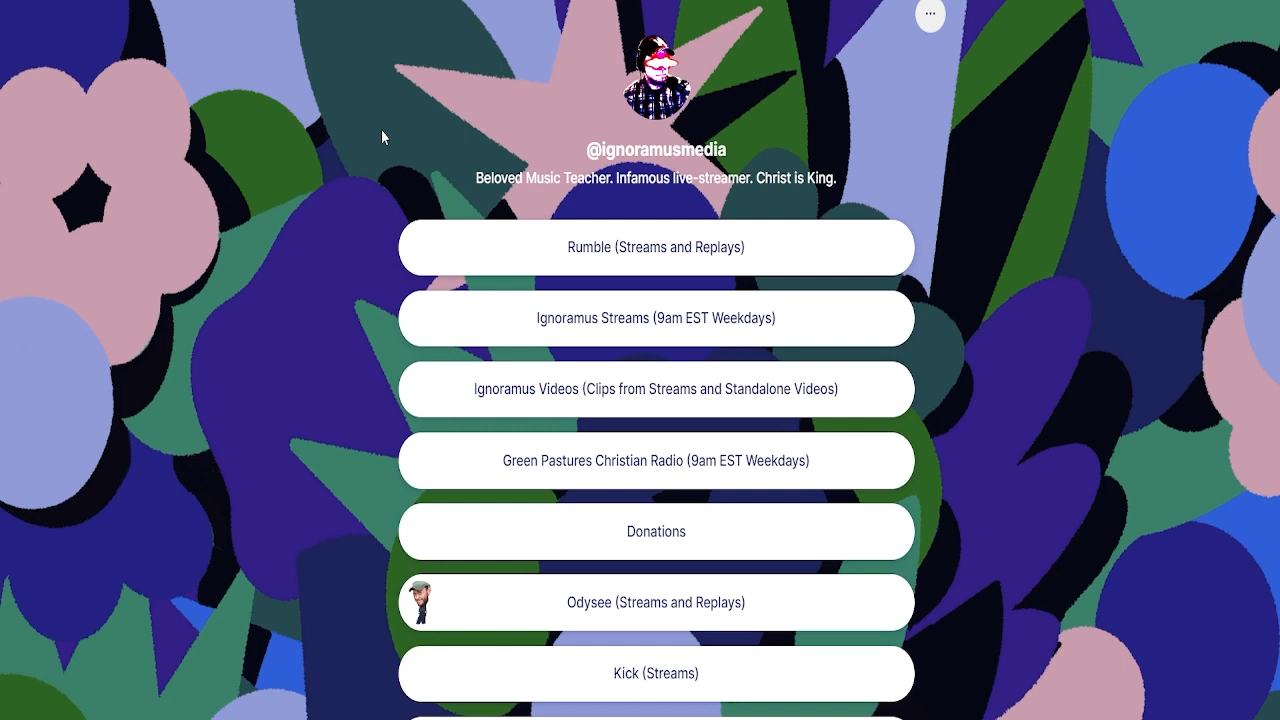 ...
@ignoramusmedia
Beloved Music Teacher. Infamous live-streamer. Christ is King.
Rumble (Streams and Replays)
Ignoramus Streams (9am EST Weekdays)
Ignoramus Videos (Clips from Streams and Standalone Videos)
Green Pastures Christian Radio (9am EST Weekdays)
Donations
Odysee (Streams and Replays)
Kick (Streams)